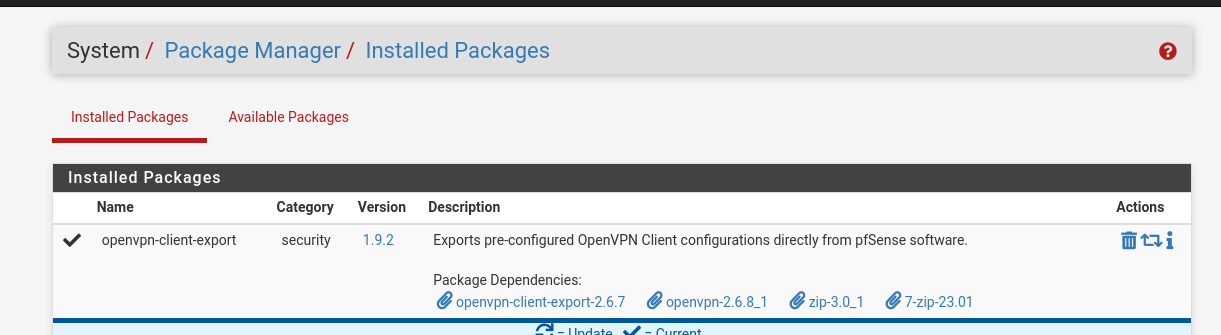 System / Package Manager / Installed Packages
Installed Packages Available Packages
Installed Packages
Name Category Version Description Actions
openvpn-client-export security 1.9.2 Exports pre-configured OpenVPN Client configurations directly from pfSense software.
Package Dependencies:
openvpn-client-export-2.6.7 openvpn-2.6.8_1 zip-3.0_1 7-zip-23.01
= Update = Current